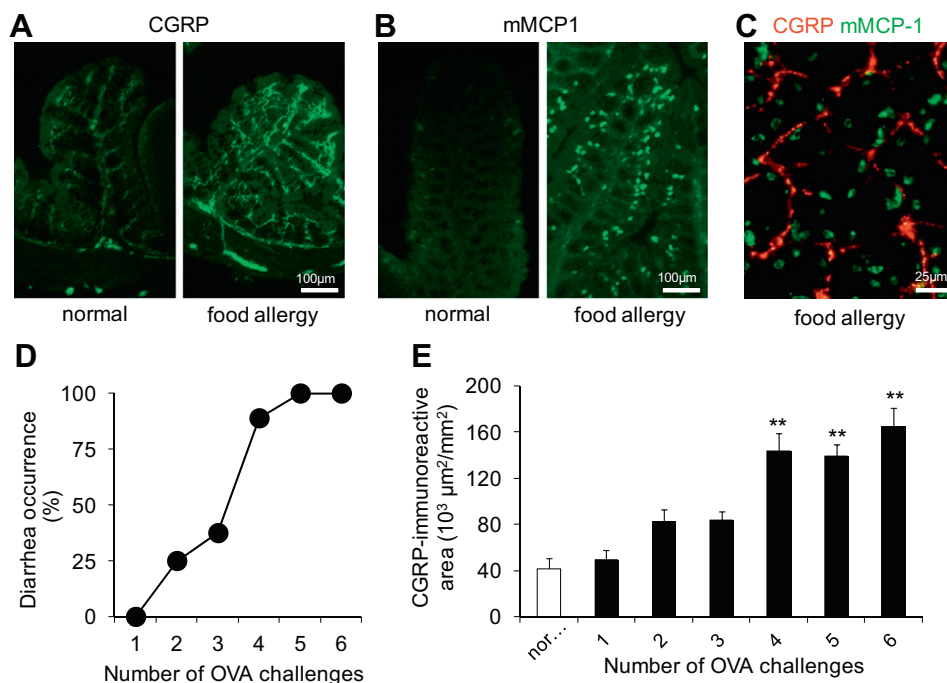 A CGRP
B mMCP1
C CGRP mMCP-1
100µm
100µm
25µm
normal food allergy
normal food allergy
food allergy
D
Diarrhea occurrence
(%)
100
75
50
25
0
1 2 3 4 5 6
Number of OVA challenges
E
CGRP-immunoreactive
area (10³ µm²/mm²)
200
160
120
80
40
0
** ** **
nor... 1 2 3 4 5 6
Number of OVA challenges